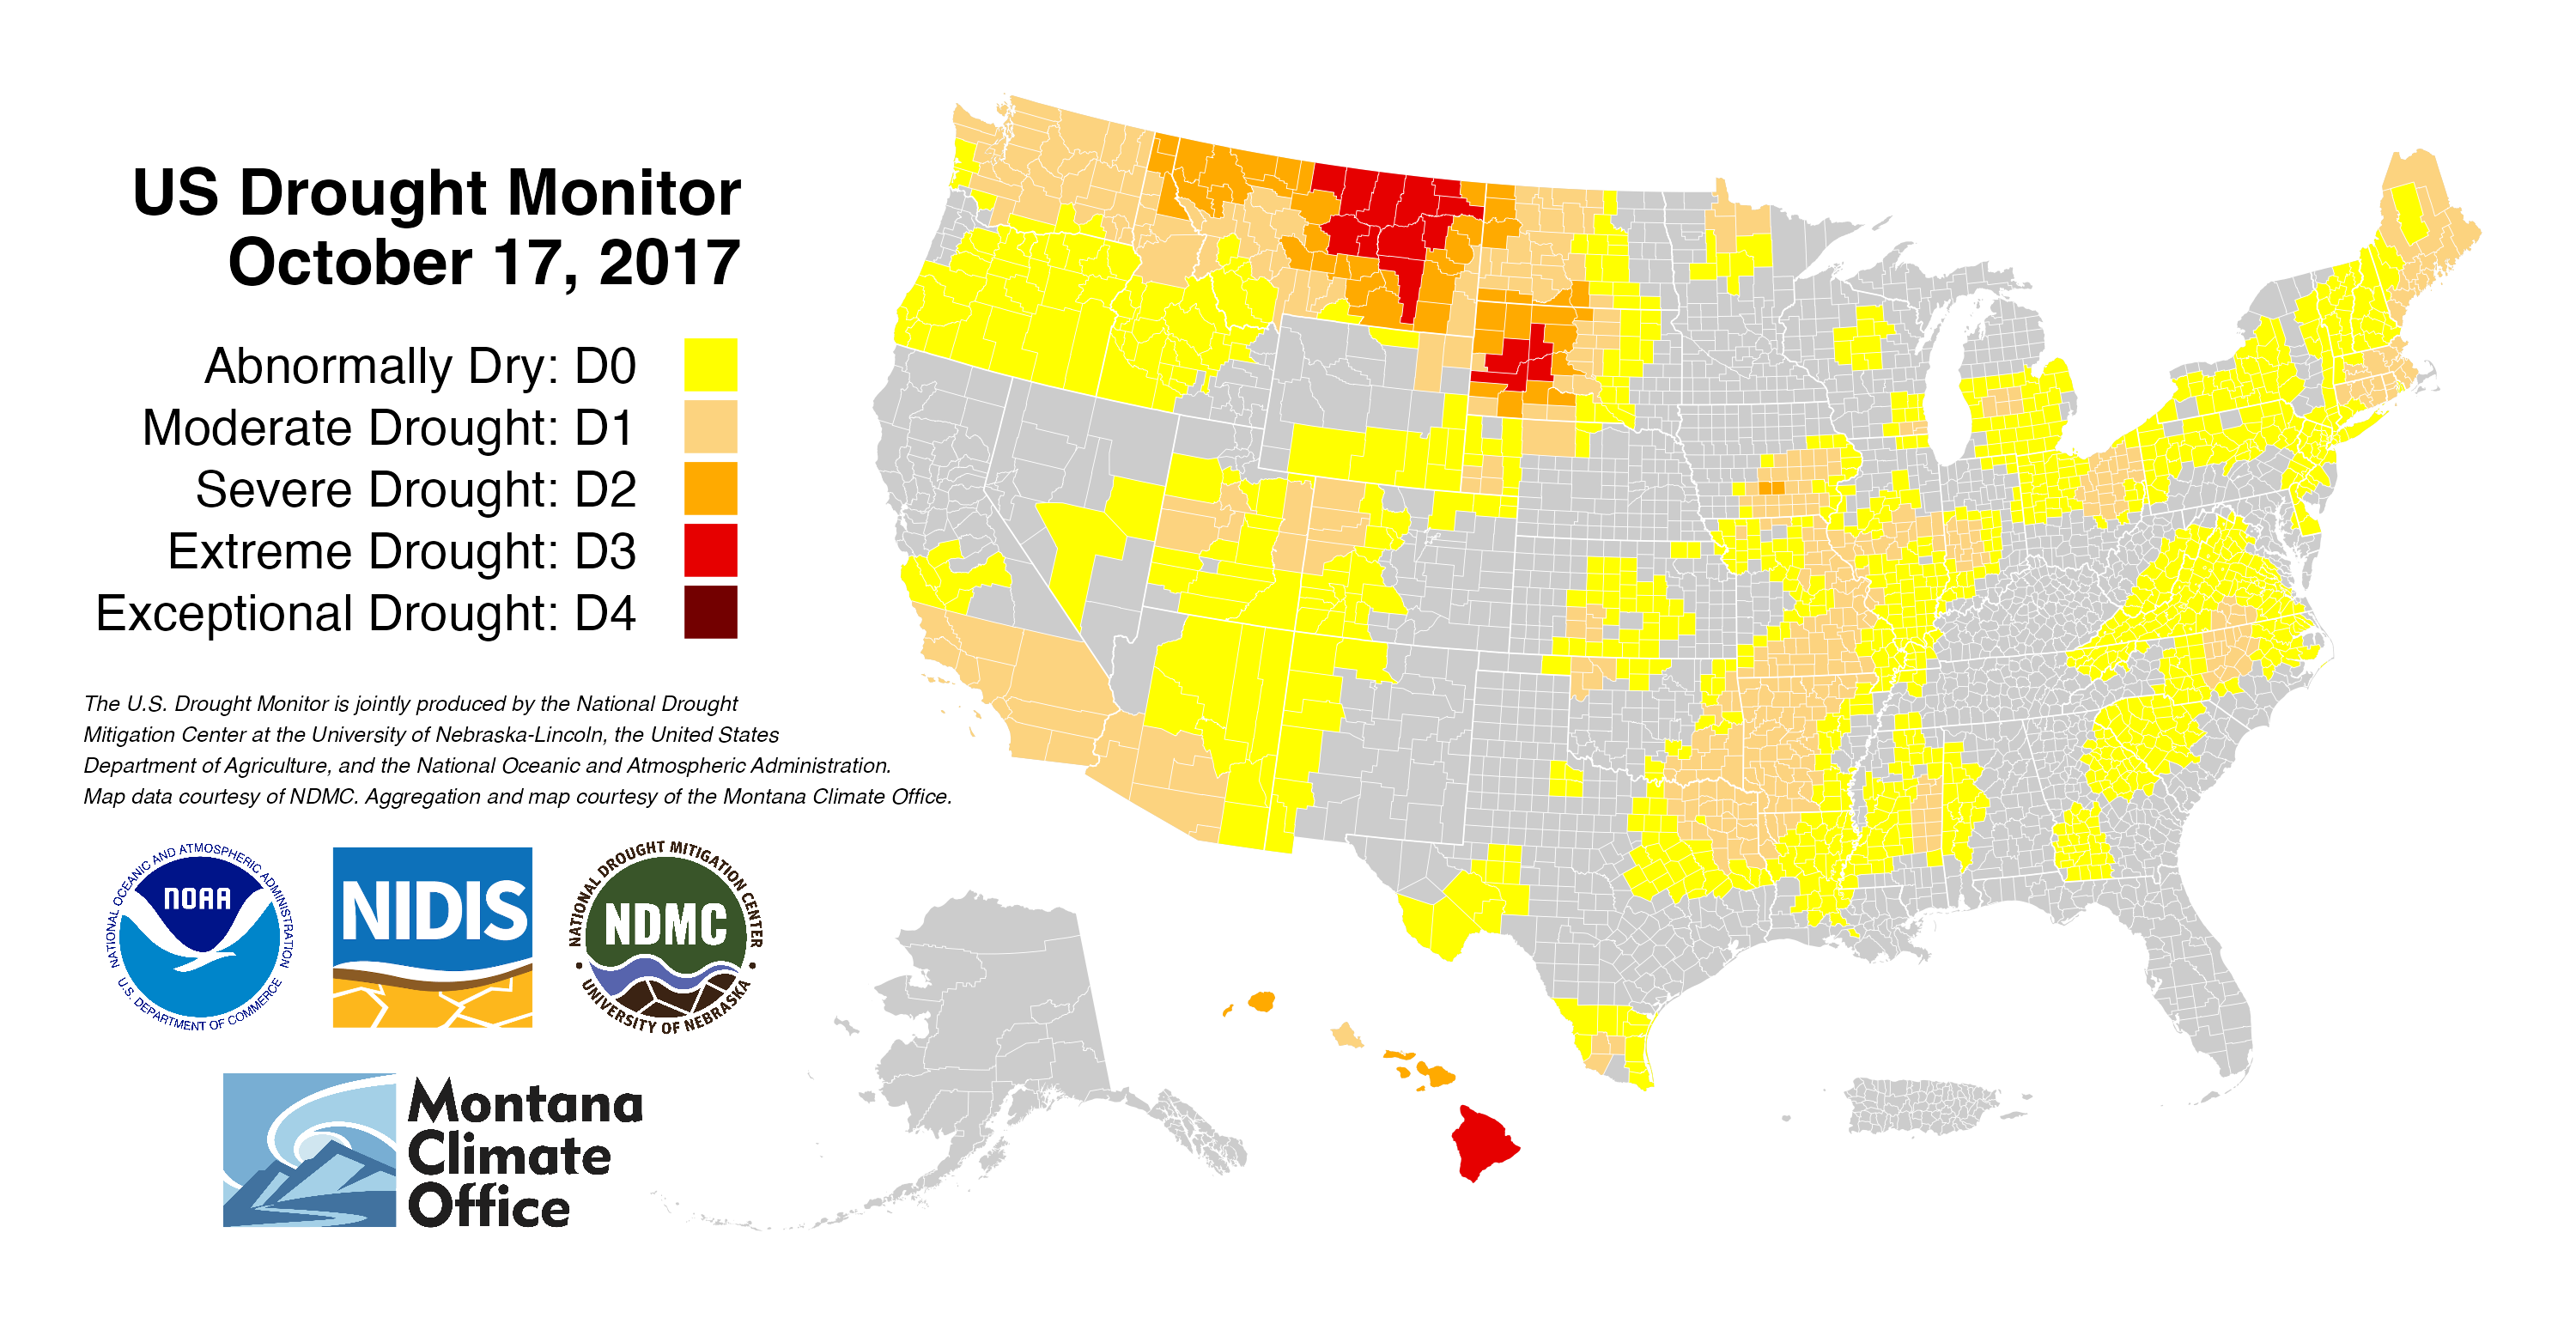 US Drought Monitor
October 17, 2017
Abnormally Dry: D0
Moderate Drought: D1
Severe Drought: D2
Extreme Drought: D3
Exceptional Drought: D4
The U.S. Drought Monitor is jointly produced by the National Drought
Mitigation Center at the University of Nebraska-Lincoln, the United States
Department of Agriculture, and the National Oceanic and Atmospheric Administration.
Map data courtesy of NDMC. Aggregation and map courtesy of the Montana Climate Office.
NATIONAL OCEANIC AND ATMOSPHERIC ADMINISTRATION
NOAA
U.S. DEPARTMENT OF COMMERCE
NIDIS
NATIONAL DROUGHT MITIGATION CENTER
NDMC
UNIVERSITY OF NEBRASKA
Montana
Climate
Office